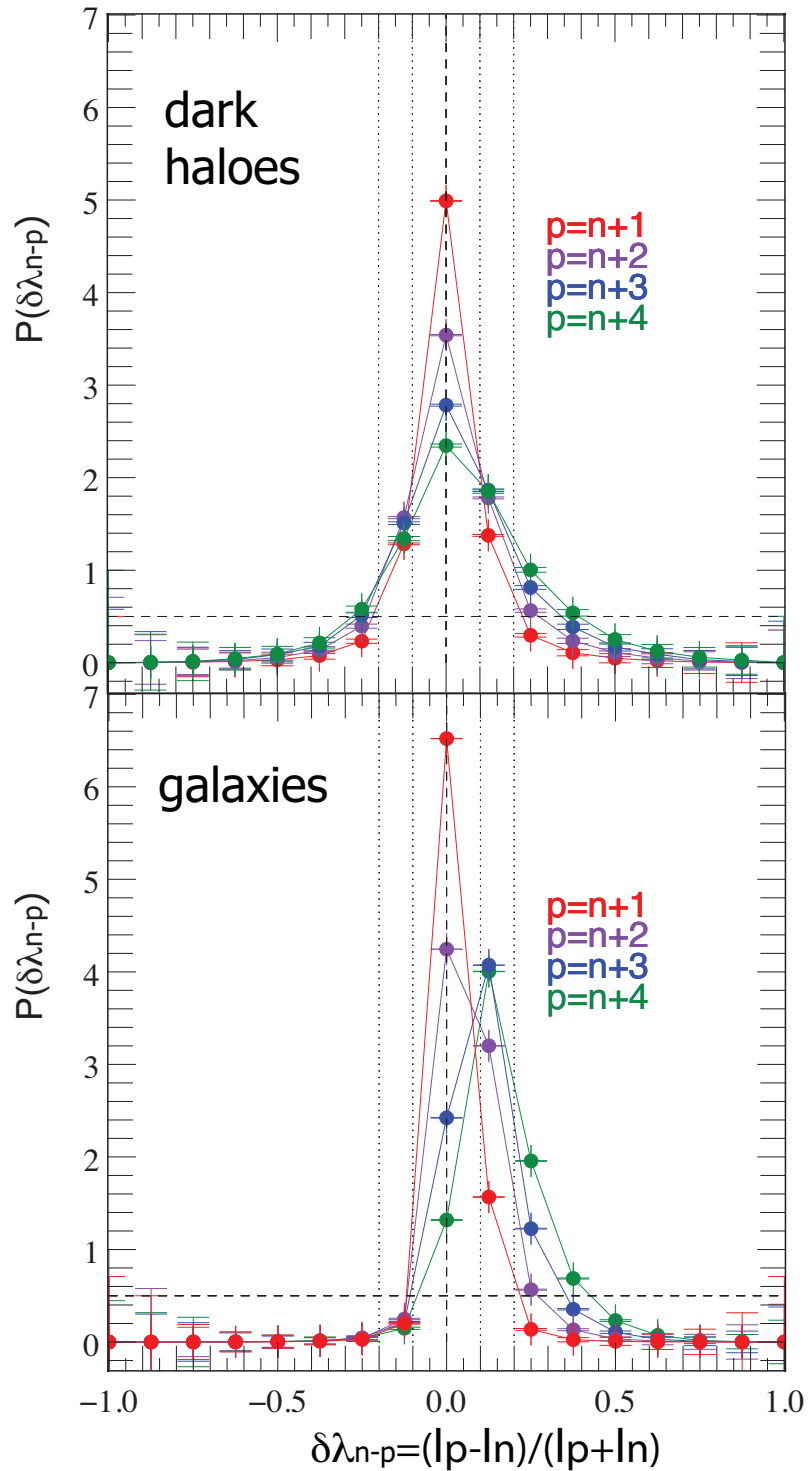 7
6
5
4
3
2
1
0
P(δλn-p)
dark
haloes
p=n+1
p=n+2
p=n+3
p=n+4
7
6
5
4
3
2
1
0
P(δλn-p)
galaxies
p=n+1
p=n+2
p=n+3
p=n+4
−1.0 −0.5 0.0 0.5 1.0
δλn-p=(lp-ln)/(lp+ln)